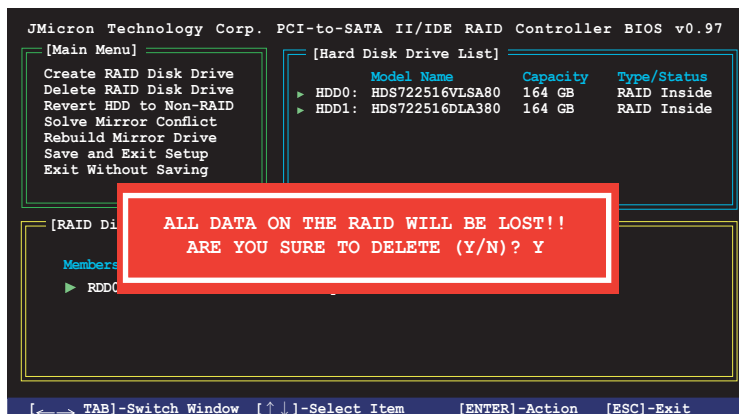 JMicron Technology Corp. PCI-to-SATA II/IDE RAID Controller BIOS v0.97
[Main Menu]
Create RAID Disk Drive
Delete RAID Disk Drive
Revert HDD to Non-RAID
Solve Mirror Conflict
Rebuild Mirror Drive
Save and Exit Setup
Exit Without Saving
[Hard Disk Drive List]
Model Name Capacity Type/Status
▶ HDD0: HDS722516VLSA80 164 GB RAID Inside
▶ HDD1: HDS722516DLA380 164 GB RAID Inside
[RAID Di
ALL DATA ON THE RAID WILL BE LOST!!
ARE YOU SURE TO DELETE (Y/N)? Y
Members
▶ RDD0
[←→ TAB]-Switch Window [↑↓]-Select Item [ENTER]-Action [ESC]-Exit